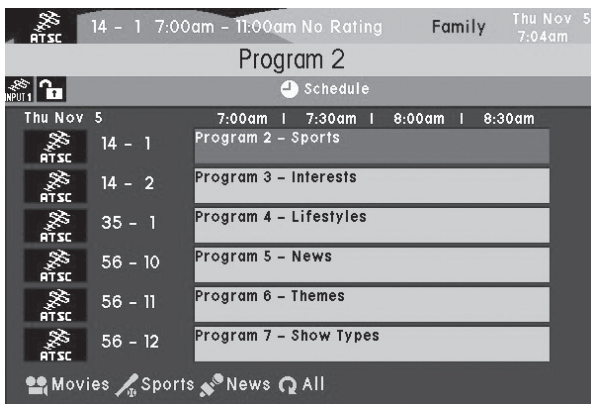 ATSC 14 - 1 7:00am - 11:00am No Rating Family Thu Nov 5
7:04am
Program 2
INPUT 1 Schedule
Thu Nov 5 7:00am | 7:30am | 8:00am | 8:30am
ATSC 14 - 1 Program 2 - Sports
ATSC 14 - 2 Program 3 - Interests
ATSC 35 - 1 Program 4 - Lifestyles
ATSC 56 - 10 Program 5 - News
ATSC 56 - 11 Program 6 - Themes
ATSC 56 - 12 Program 7 - Show Types
Movies Sports News All